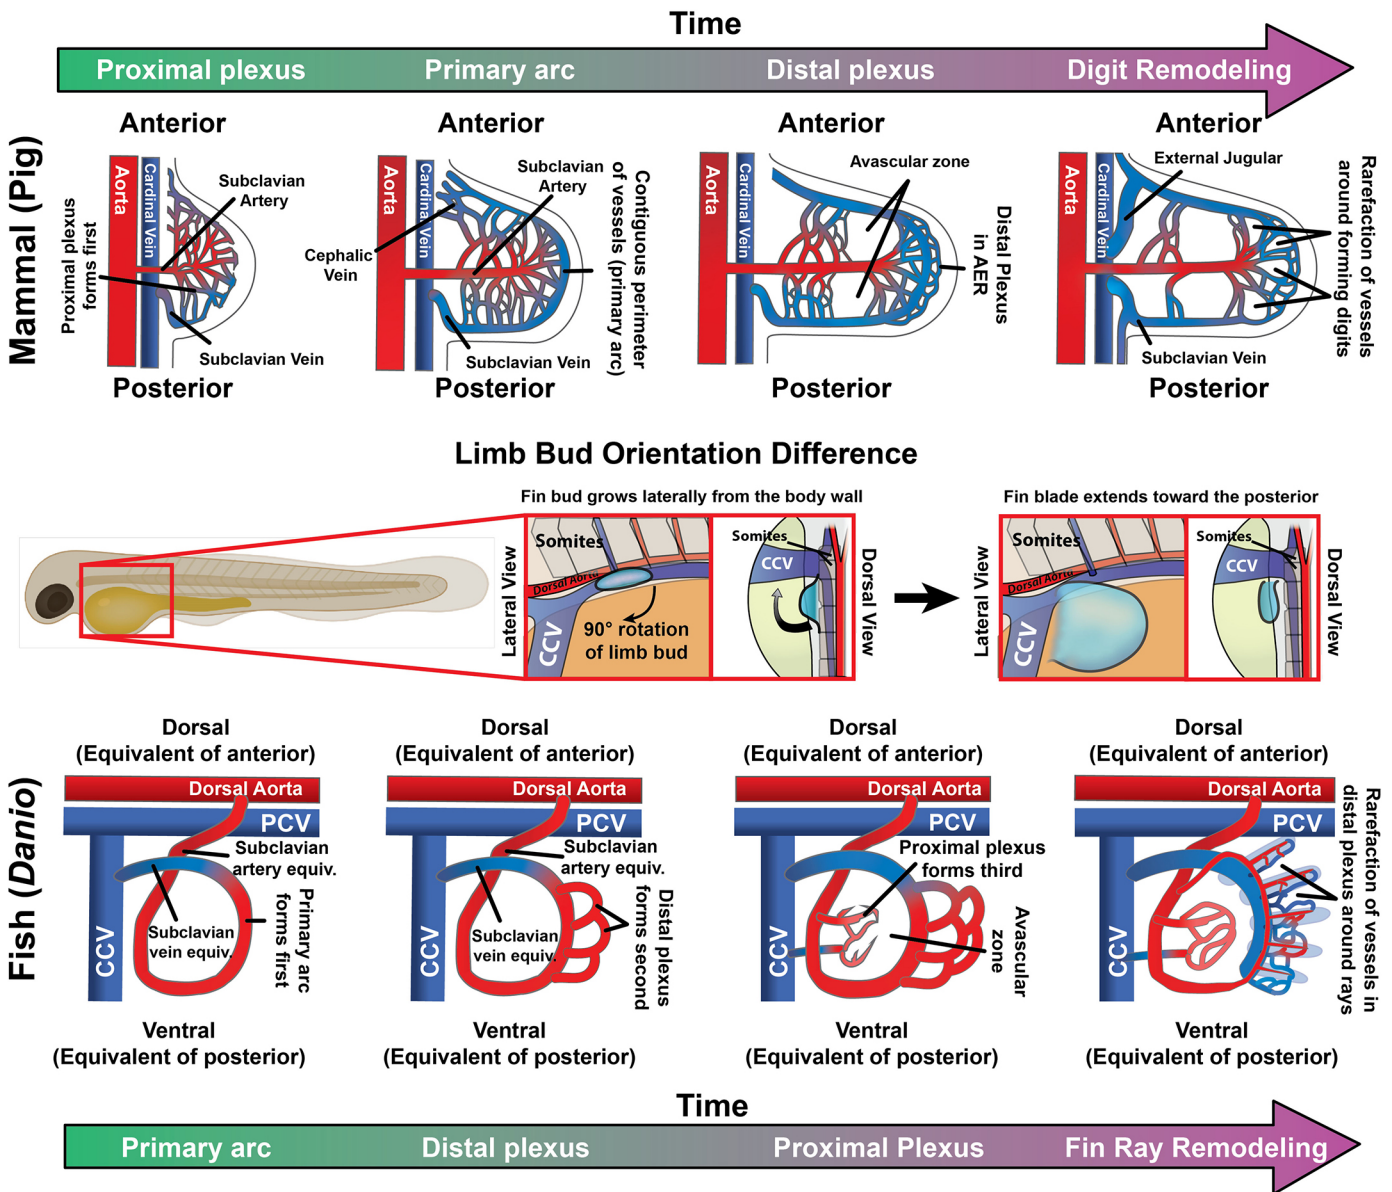 Time
Proximal plexus
Primary arc
Distal plexus
Digit Remodeling
Mammal (Pig)
Anterior
Aorta
Cardinal Vein
Subclavian
Artery
Proximal plexus
forms first
Subclavian Vein
Posterior
Anterior
Aorta
Cardinal Vein
Subclavian
Artery
Cephalic
Vein
Contiguous perimeter
of vessels (primary arc)
Subclavian Vein
Posterior
Anterior
Aorta
Cardinal Vein
Avascular zone
Distal Plexus
in AER
Posterior
Anterior
Aorta
Cardinal Vein
External Jugular
Rarefaction of vessels
around forming digits
Subclavian Vein
Posterior
Limb Bud Orientation Difference
Fin bud grows laterally from the body wall
Lateral View
Somites
Dorsal Aorta
CCV
90° rotation
of limb bud
Somites
CCV
Dorsal View
Fin blade extends toward the posterior
Lateral View
Somites
Dorsal Aorta
CCV
Somites
CCV
Dorsal View
Fish (Danio)
Dorsal
(Equivalent of anterior)
Dorsal Aorta
PCV
CCV
Subclavian
artery equiv.
Subclavian
vein equiv.
Primary arc
forms first
Ventral
(Equivalent of posterior)
Dorsal
(Equivalent of anterior)
Dorsal Aorta
PCV
CCV
Subclavian
artery equiv.
Subclavian
vein equiv.
Distal plexus
forms second
Ventral
(Equivalent of posterior)
Dorsal
(Equivalent of anterior)
Dorsal Aorta
PCV
CCV
Proximal plexus
forms third
Avascular
zone
Ventral
(Equivalent of posterior)
Dorsal
(Equivalent of anterior)
Dorsal Aorta
PCV
CCV
Rarefaction of vessels in
distal plexus around rays
Ventral
(Equivalent of posterior)
Time
Primary arc
Distal plexus
Proximal Plexus
Fin Ray Remodeling